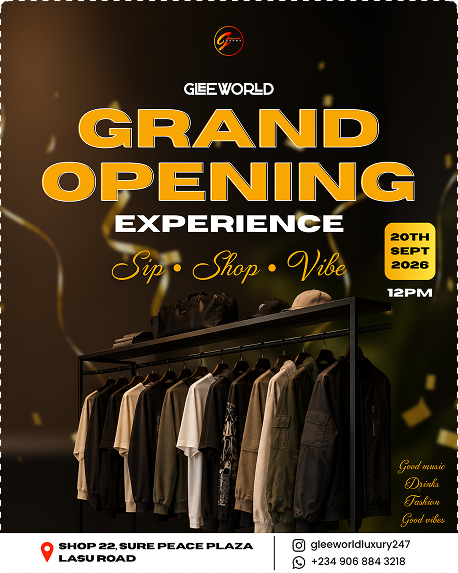 GLEEWORLD
GRAND
OPENING
EXPERIENCE
Sip • Shop • Vibe
20TH
SEPT
2026
12PM
Good music
Drinks
Fashion
Good vibes
SHOP 22, SURE PEACE PLAZA
LASU ROAD
gleeworldluxury247
+234 906 884 3218